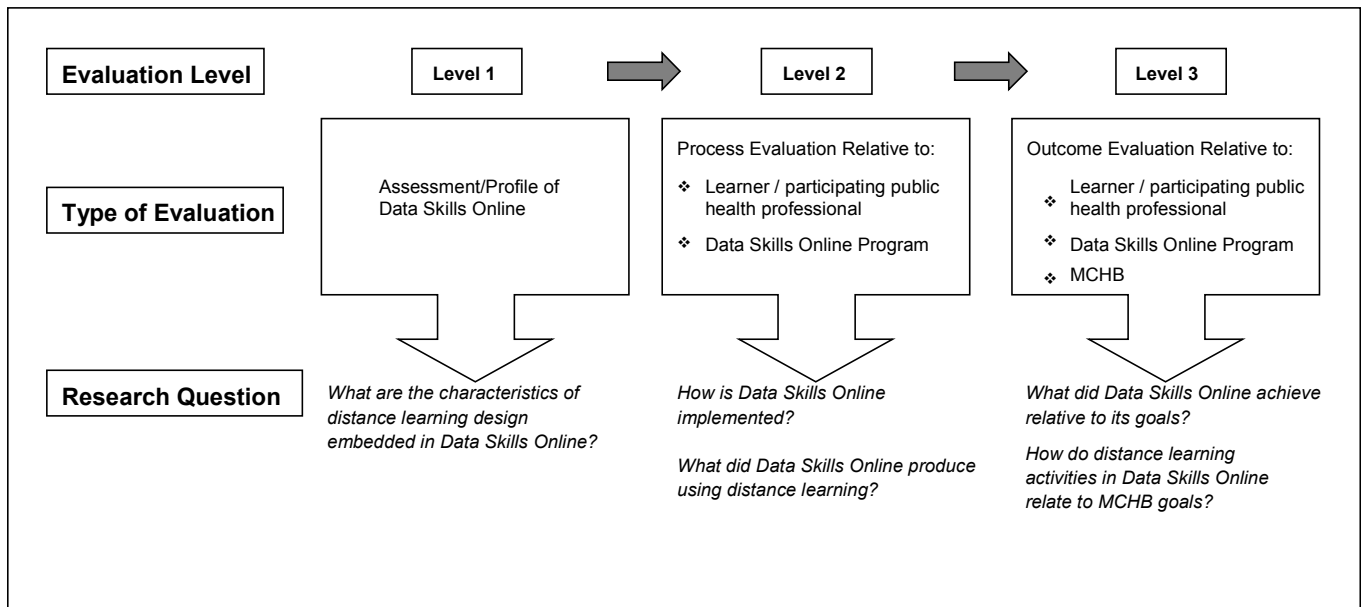 Evaluation Level
Level 1
Level 2
Level 3
Type of Evaluation
Assessment/Profile of
Data Skills Online
Process Evaluation Relative to:
❖ Learner / participating public
health professional
❖ Data Skills Online Program
Outcome Evaluation Relative to:
❖ Learner / participating public
health professional
❖ Data Skills Online Program
❖ MCHB
Research Question
What are the characteristics of
distance learning design
embedded in Data Skills Online?
How is Data Skills Online
implemented?
What did Data Skills Online produce
using distance learning?
What did Data Skills Online achieve
relative to its goals?
How do distance learning
activities in Data Skills Online
relate to MCHB goals?